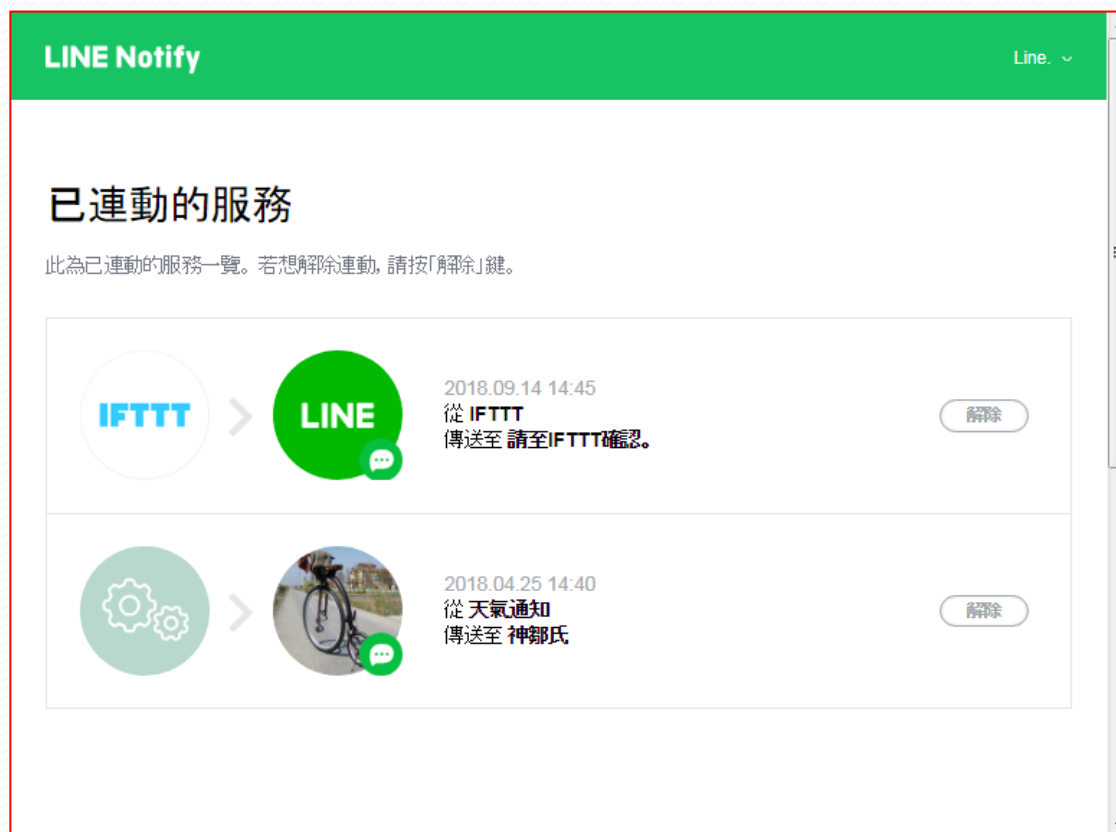 LINE Notify
Line.
已連動的服務
此為已連動的服務一覽。若想解除連動, 請按「解除」鍵。
IFTTT
LINE
2018.09.14 14:45
從 IFTTT
傳送至 請至IFTTT確認。
解除
2018.04.25 14:40
從 天氣通知
傳送至 神鄒氏
解除